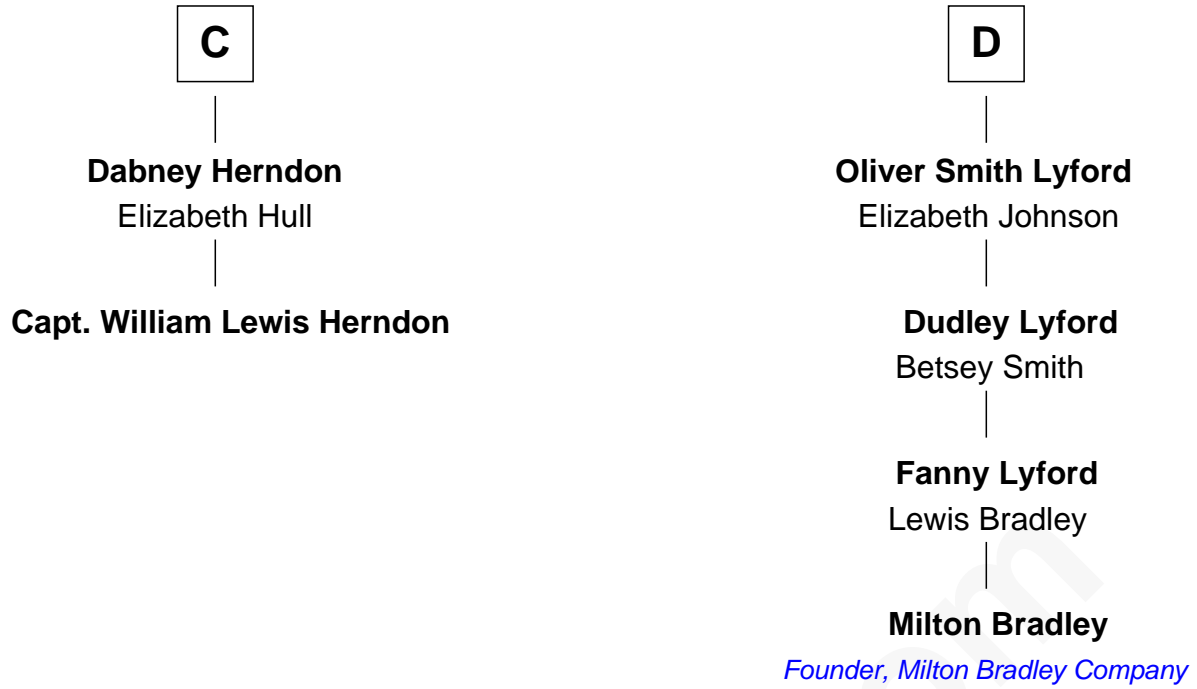 C
D
Dabney Herndon
Elizabeth Hull
Oliver Smith Lyford
Elizabeth Johnson
Capt. William Lewis Herndon
Dudley Lyford
Betsey Smith
Fanny Lyford
Lewis Bradley
Milton Bradley
Founder, Milton Bradley Company